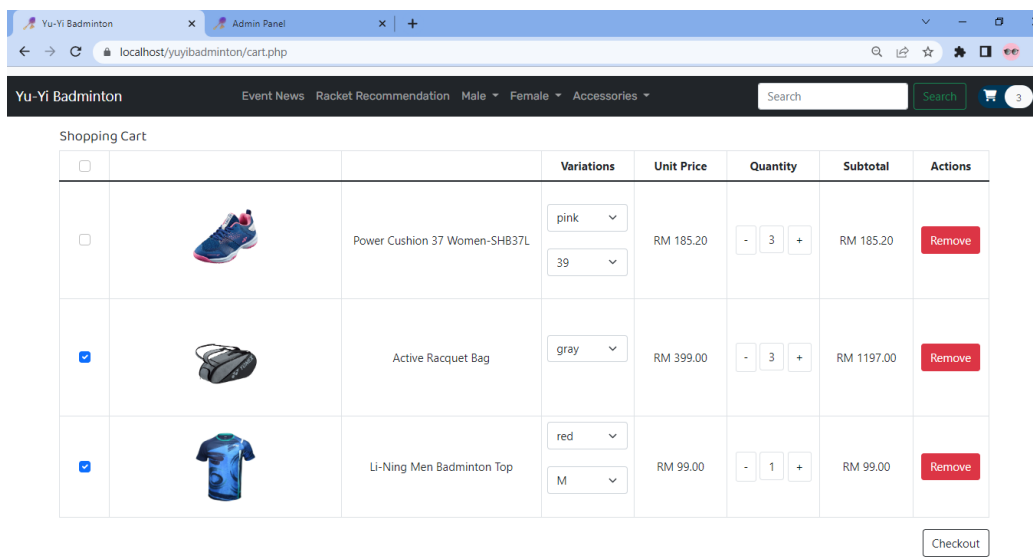 Yu-Yi Badminton
Admin Panel
localhost/yuyibadminton/cart.php
Yu-Yi Badminton Event News Racket Recommendation Male Female Accessories Search Search 3
Shopping Cart
Variations Unit Price Quantity Subtotal Actions
pink
Power Cushion 37 Women-SHB37L RM 185.20 - 3 + RM 185.20 Remove
39
gray
Active Racquet Bag RM 399.00 - 3 + RM 1197.00 Remove
red
Li-Ning Men Badminton Top RM 99.00 - 1 + RM 99.00 Remove
M
Checkout